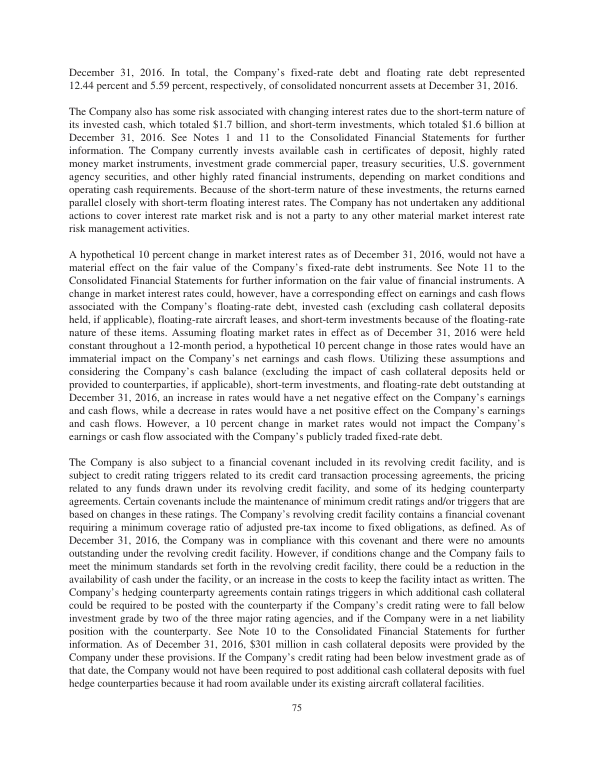 December 31, 2016. In total, the Company's fixed-rate debt and floating rate debt represented
12.44 percent and 5.59 percent, respectively, of consolidated noncurrent assets at December 31, 2016.
The Company also has some risk associated with changing interest rates due to the short-term nature of
its invested cash, which totaled $1.7 billion, and short-term investments, which totaled $1.6 billion at
December 31, 2016. See Notes 1 and 11 to the Consolidated Financial Statements for further
information. The Company currently invests available cash in certificates of deposit, highly rated
money market instruments, investment grade commercial paper, treasury securities, U.S. government
agency securities, and other highly rated financial instruments, depending on market conditions and
operating cash requirements. Because of the short-term nature of these investments, the returns earned
parallel closely with short-term floating interest rates. The Company has not undertaken any additional
actions to cover interest rate market risk and is not a party to any other material market interest rate
risk management activities.
A hypothetical 10 percent change in market interest rates as of December 31, 2016, would not have a
material effect on the fair value of the Company's fixed-rate debt instruments. See Note 11 to the
Consolidated Financial Statements for further information on the fair value of financial instruments. A
change in market interest rates could, however, have a corresponding effect on earnings and cash flows
associated with the Company's floating-rate debt, invested cash (excluding cash collateral deposits
held, if applicable), floating-rate aircraft leases, and short-term investments because of the floating-rate
nature of these items. Assuming floating market rates in effect as of December 31, 2016 were held
constant throughout a 12-month period, a hypothetical 10 percent change in those rates would have an
immaterial impact on the Company's net earnings and cash flows. Utilizing these assumptions and
considering the Company's cash balance (excluding the impact of cash collateral deposits held or
provided to counterparties, if applicable), short-term investments, and floating-rate debt outstanding at
December 31, 2016, an increase in rates would have a net negative effect on the Company's earnings
and cash flows, while a decrease in rates would have a net positive effect on the Company's earnings
and cash flows. However, a 10 percent change in market rates would not impact the Company's
earnings or cash flow associated with the Company's publicly traded fixed-rate debt.
The Company is also subject to a financial covenant included in its revolving credit facility, and is
subject to credit rating triggers related to its credit card transaction processing agreements, the pricing
related to any funds drawn under its revolving credit facility, and some of its hedging counterparty
agreements. Certain covenants include the maintenance of minimum credit ratings and/or triggers that are
based on changes in these ratings. The Company's revolving credit facility contains a financial covenant
requiring a minimum coverage ratio of adjusted pre-tax income to fixed obligations, as defined. As of
December 31, 2016, the Company was in compliance with this covenant and there were no amounts
outstanding under the revolving credit facility. However, if conditions change and the Company fails to
meet the minimum standards set forth in the revolving credit facility, there could be a reduction in the
availability of cash under the facility, or an increase in the costs to keep the facility intact as written. The
Company's hedging counterparty agreements contain ratings triggers in which additional cash collateral
could be required to be posted with the counterparty if the Company's credit rating were to fall below
investment grade by two of the three major rating agencies, and if the Company were in a net liability
position with the counterparty. See Note 10 to the Consolidated Financial Statements for further
information. As of December 31, 2016, $301 million in cash collateral deposits were provided by the
Company under these provisions. If the Company's credit rating had been below investment grade as of
that date, the Company would not have been required to post additional cash collateral deposits with fuel
hedge counterparties because it had room available under its existing aircraft collateral facilities.
75